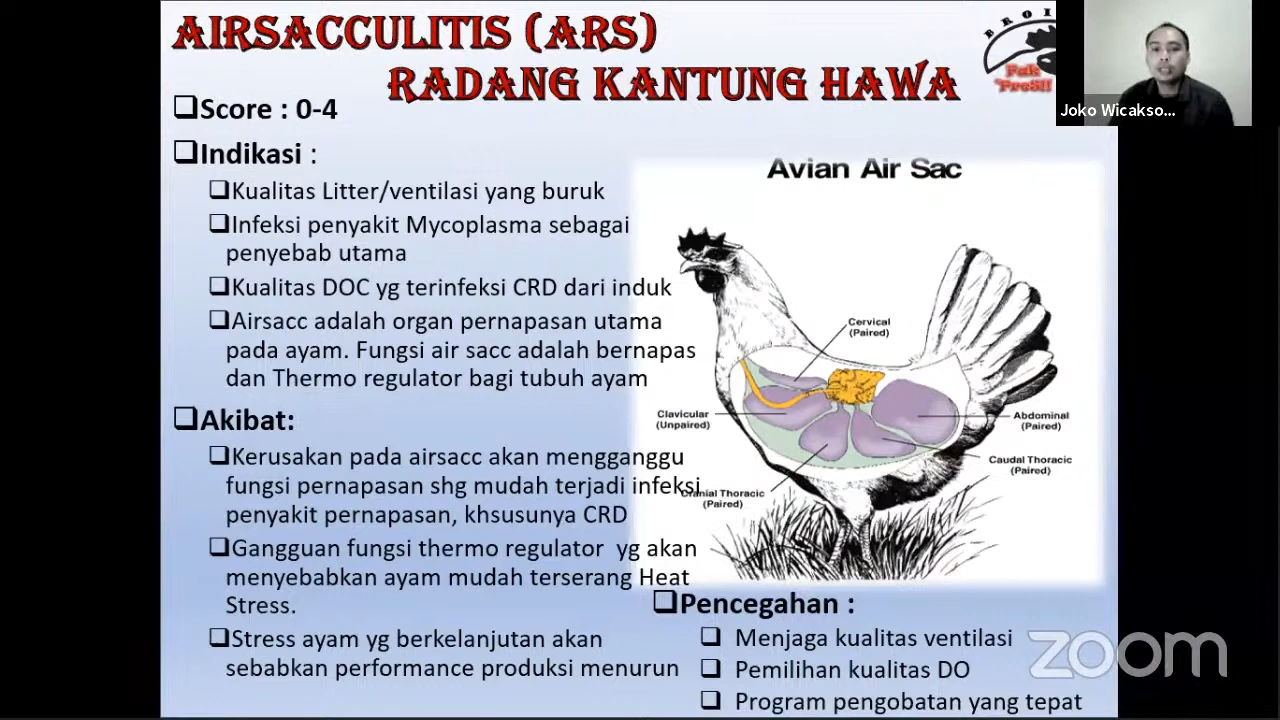 AIRSACCULITIS (ARS)
RADANG KANTUNG HAWA
BROI
Pak
Joko Wicakso...
Score : 0-4
Indikasi :
Kualitas Litter/ventilasi yang buruk
Infeksi penyakit Mycoplasma sebagai
penyebab utama
Kualitas DOC yg terinfeksi CRD dari induk
Airsacc adalah organ pernapasan utama
pada ayam. Fungsi air sacc adalah bernapas
dan Thermo regulator bagi tubuh ayam
Akibat:
Kerusakan pada airsacc akan mengganggu
fungsi pernapasan shg mudah terjadi infeksi
penyakit pernapasan, khsusunya CRD
Gangguan fungsi thermo regulator yg akan
menyebabkan ayam mudah terserang Heat
Stress.
Stress ayam yg berkelanjutan akan
sebabkan performance produksi menurun
Avian Air Sac
Cervical
(Paired)
Clavicular
(Unpaired)
Abdominal
(Paired)
Caudal Thoracic
(Paired)
Cranial Thoracic
(Paired)
Pencegahan :
Menjaga kualitas ventilasi
Pemilihan kualitas DO
Program pengobatan yang tepat
zoom